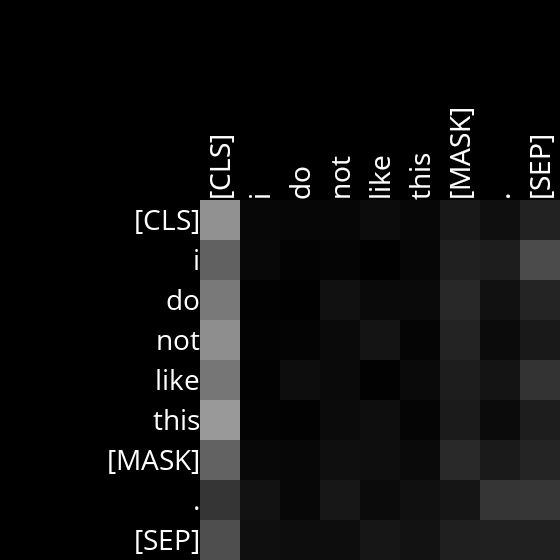 [CLS] i do not like this [MASK] . [SEP]
[CLS]
i
do
not
like
this
[MASK]
.
[SEP]